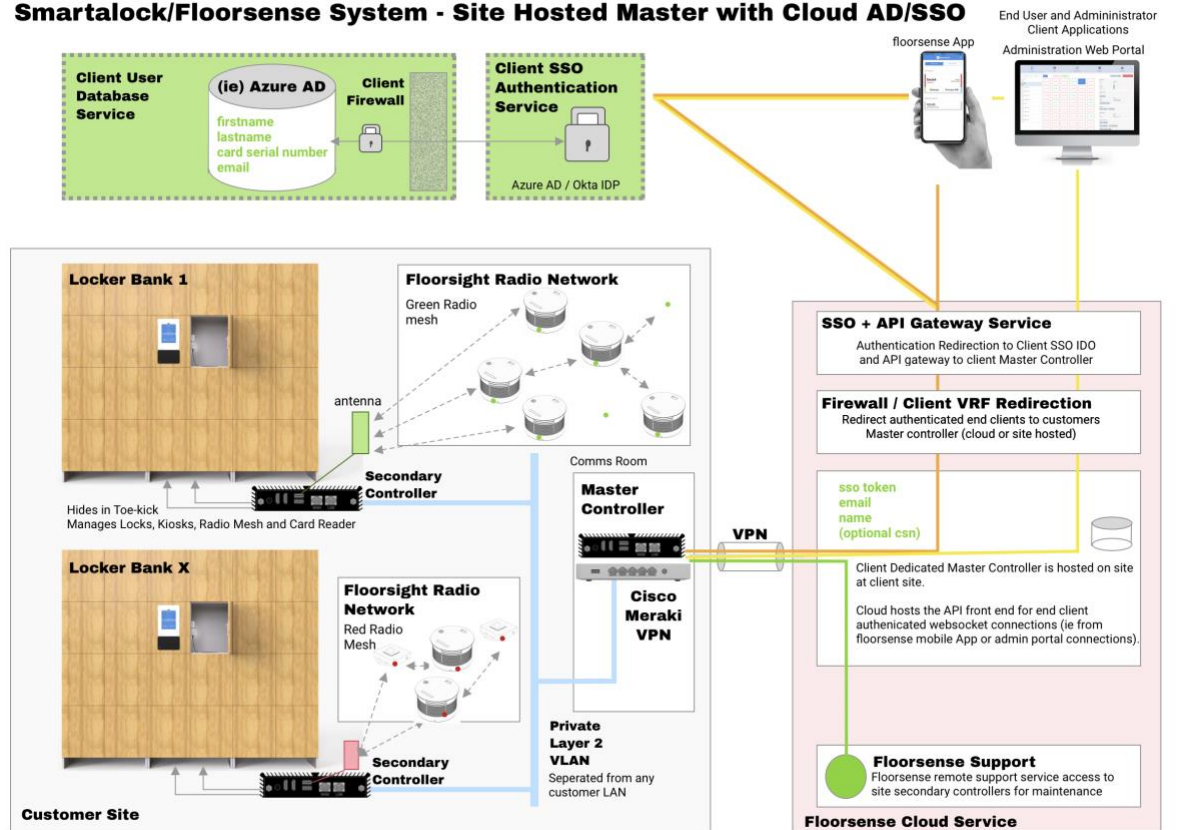 Smartalock/Floorsense System - Site Hosted Master with Cloud AD/SSO
End User and Admininistrator
Client Applications
floorsense App
Administration Web Portal
Client User
Database
Service
(ie) Azure AD
firstname
lastname
card serial number
email
Client
Firewall
Client SSO
Authentication
Service
Azure AD / Okta IDP
Locker Bank 1
Floorsight Radio Network
Green Radio
mesh
antenna
Secondary
Controller
Hides in Toe-kick
Manages Locks, Kiosks, Radio Mesh and Card Reader
Locker Bank X
Floorsight Radio
Network
Red Radio
Mesh
Secondary
Controller
Customer Site
Comms Room
Master
Controller
Cisco
Meraki
VPN
Private
Layer 2
VLAN
Seperated from any
customer LAN
VPN
SSO + API Gateway Service
Authentication Redirection to Client SSO IDO
and API gateway to client Master Controller
Firewall / Client VRF Redirection
Redirect authenticated end clients to customers
Master controller (cloud or site hosted)
sso token
email
name
(optional csn)
Client Dedicated Master Controller is hosted on site
at client site.
Cloud hosts the API front end for end client
authenicated websocket connections (ie from
floorsense mobile App or admin portal connections).
Floorsense Support
Floorsense remote support service access to
site secondary controllers for maintenance
Floorsense Cloud Service